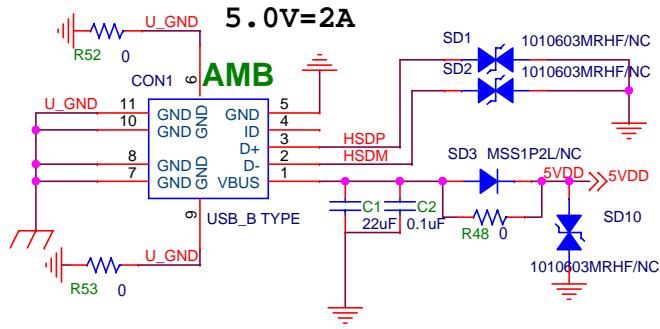 5.0V=2A
U_GND
R52 0
SD1 1010603MRHF/NC
SD2 1010603MRHF/NC
CON1 AMB
6
U_GND
11 GND GND GND 5
10 GND ID 4
D+ 3 HSDP
8 GND GND D- 2 HSDM
7 GND VBUS 1
SD3 MSS1P2L/NC
5VDD 5VDD
9
USB_B TYPE
C1 22uF
C2 0.1uF
R48 0
SD10
1010603MRHF/NC
U_GND
R53 0